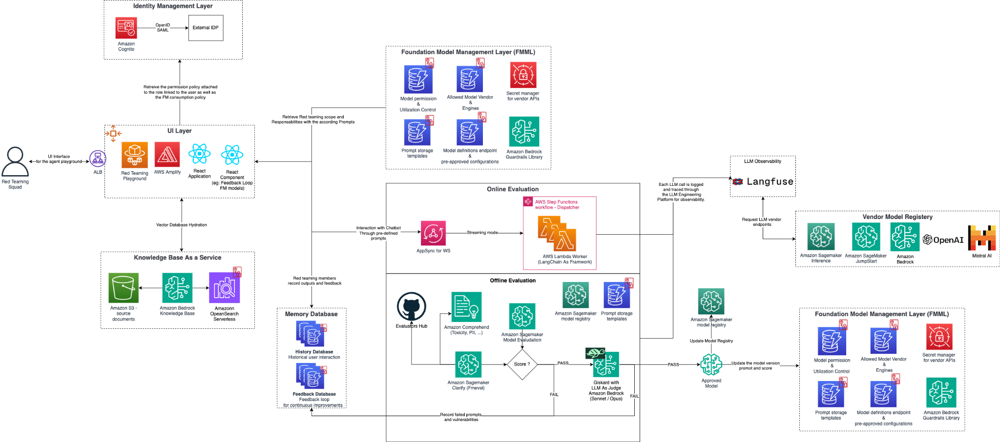 Identity Management Layer
Amazon
Cognito
OpenID
SAML
External IDP
Retreive the permission policy attached
to the role linked to the user as well as
the FM consumption policy
Red Teaming
Squad
UI Interface
for the agent playground
ALB
UI Layer
Red Teaming
Playground
AWS Amplify
React
Application
React
Component
(eg: Feedback Loop
FM models)
Vector Database Hydration
Knowledge Base As a Service
Amazon S3 -
source
documents
Amazon Bedrock
Knowledge Base
Amazonn
OpeanSearch
Serverless
Retrieve Red teaming scope and
Responsabilities with the according Prompts
Foundation Model Management Layer (FMML)
Model permission
&
Utilization Control
Allowed Model Vendor
&
Engines
Secret manager
for vendor APIs
Prompt storage
templates
Model definitions endpoint
&
pre-approved configurations
Amazon Bedrock
Guardrails Library
Interaction with Chatbot
Through pre-defined
prompts
Red teaming members
record outputs and feedback
Memory Database
History Database
Historical user interaction
Feedback Database
Feedback loop
for continuous improvements
Online Evaluation
AppSync for WS
Streaming mode
AWS Step Functions
workflow - Dispatcher
AWS Lambda Worker
(LangChain As Framwork)
Offline Evaluation
Evaluators Hub
Amazon Comprehend
(Toxicity, PII, ...)
Amazon Sagemaker
Model Evaludation
Amazon Sagemaker
model registry
Prompt storage
templates
Amazon Sagemaker
Clarify (Fmeval)
Score ?
PASS
FAIL
Giskard with
LLM As Judge
Amazon Bedrock
(Sonnet / Opus)
FAIL
Record failed prompts
and vulnerabilities
Each LLM call is logged
and traced through
the LLM Engineering
Platform for observability.
LLM Observability
Langfuse
Request LLM vendor
endpoints
Vendor Model Registery
Amazon Sagemaker
Inference
Amazon SageMaker
JumpStart
Amazon
Bedrock
OpenAI
Mistral AI
Amazon Sagemaker
model registry
Update Model Registry
PASS
Approved
Model
Update the model version
promot and score
Foundation Model Management Layer (FMML)
Model permission
&
Utilization Control
Allowed Model Vendor
&
Engines
Secret manager
for vendor APIs
Prompt storage
templates
Model definitions endpoint
&
pre-approved configurations
Amazon Bedrock
Guardrails Library